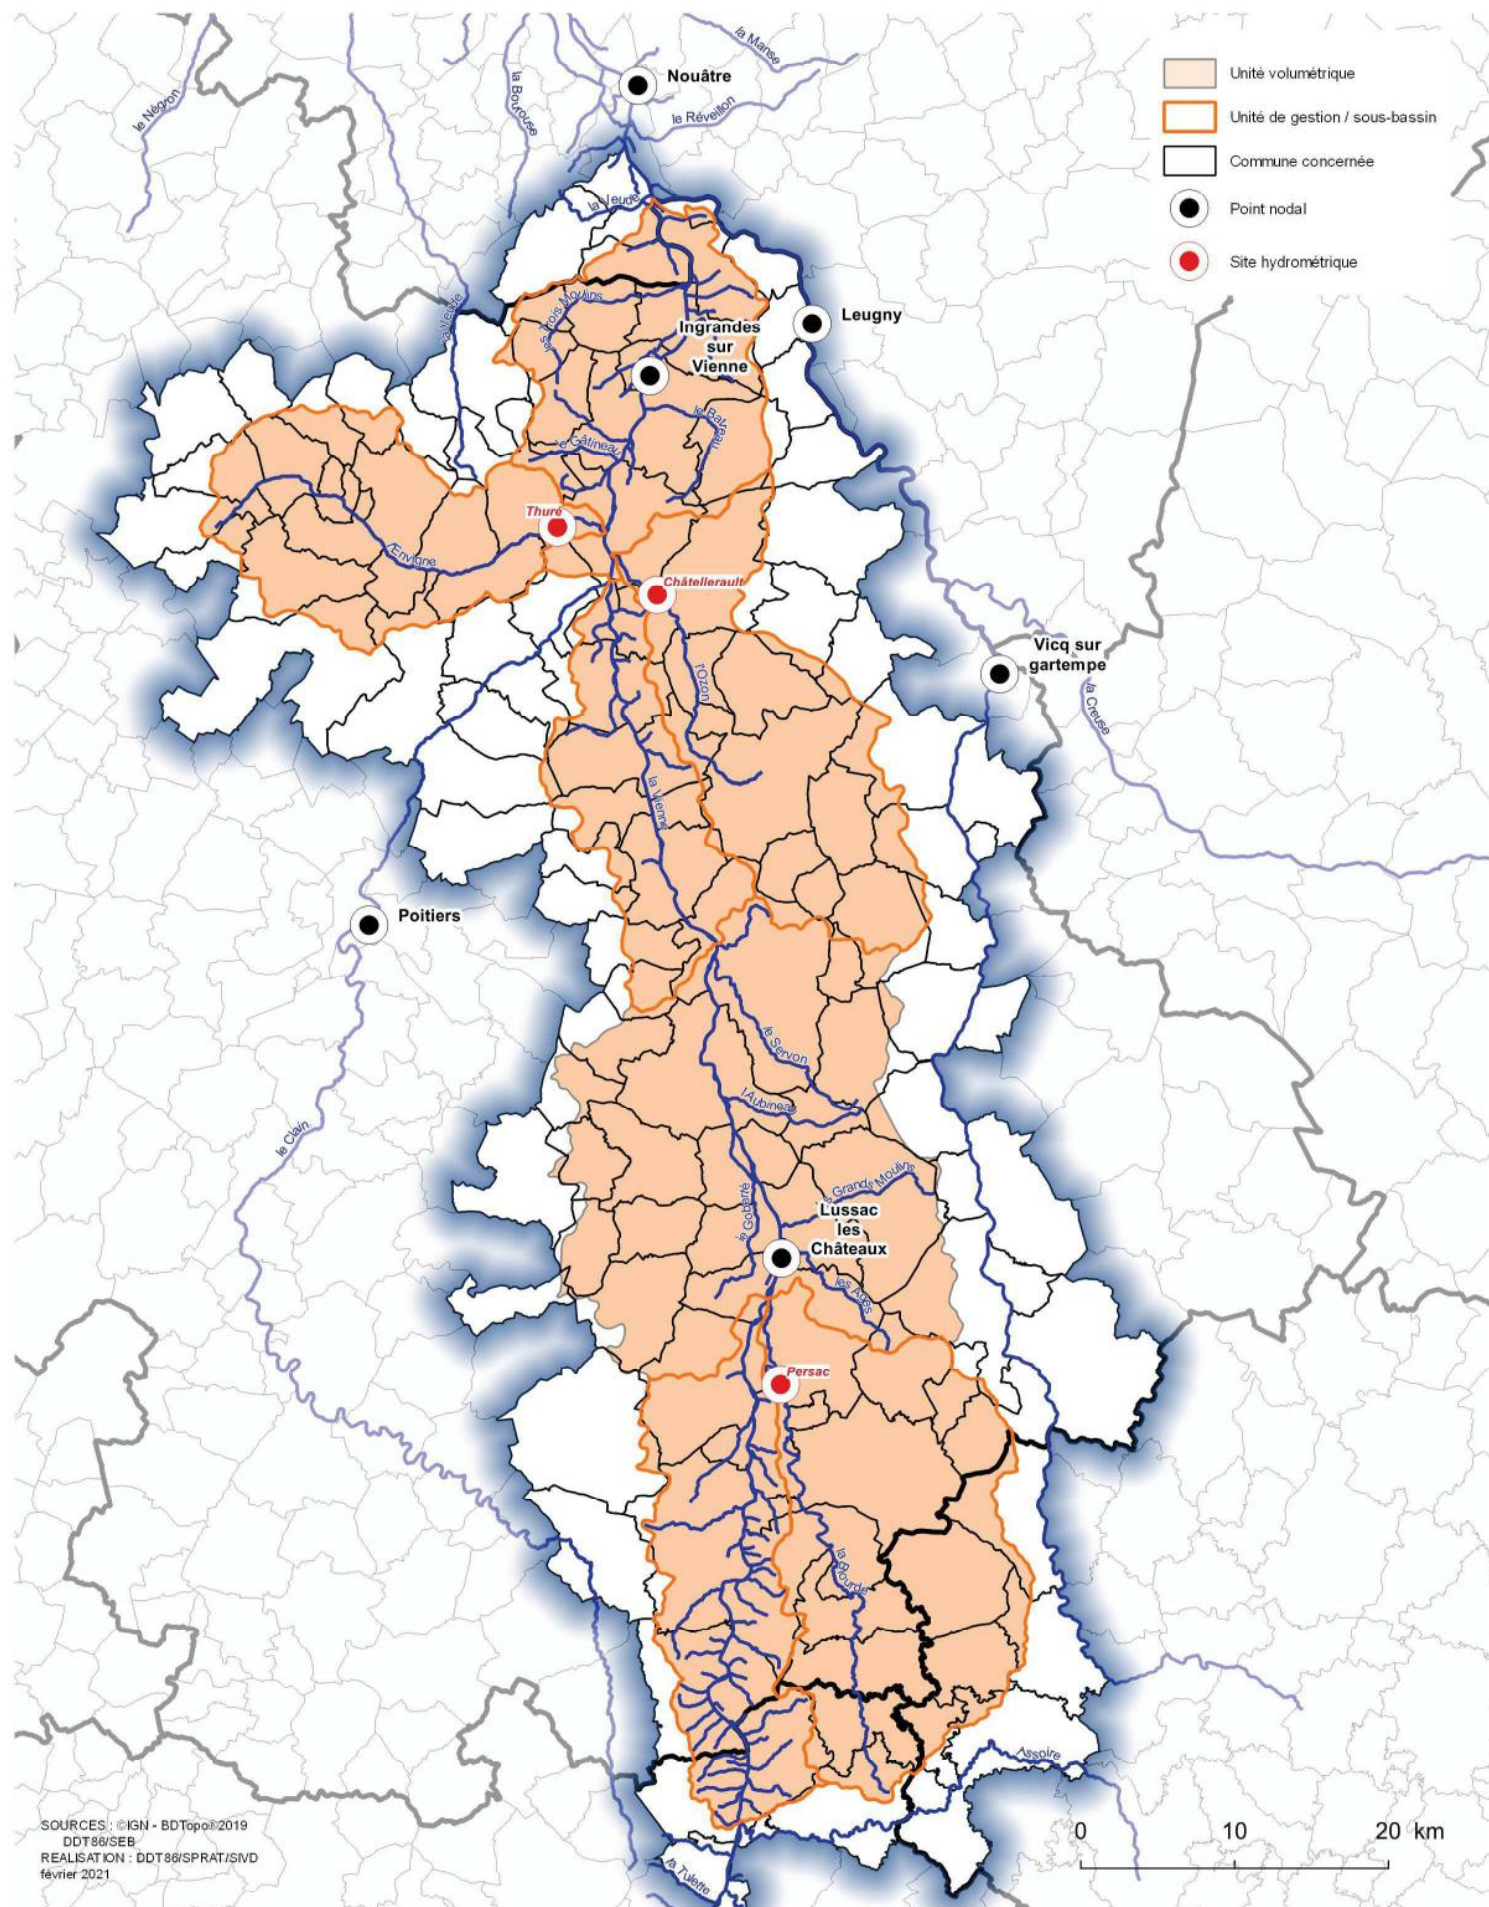 la Manse
Nouâtre
le Négron
la Bourouse
le Réveillon
Unité volumétrique
Unité de gestion / sous-bassin
Commune concernée
Point nodal
Site hydrométrique
la Veude
la Veude
les Trois Moulins
Leugny
Ingrandes
sur
Vienne
le Batreau
le Gâtineau
Thuré
l'Envigne
Châtellerault
Vicq sur
gartempe
l'Ozon
la Creuse
la Vienne
Poitiers
le Servon
l'Aubineau
le Clain
les Grands Moulins
le Goberté
Lussac
les
Châteaux
les Ages
Persac
la Blourde
l'Assoire
la Tulette
SOURCES : ©IGN - BDTopo®2019
DDT86/SEB
REALISATION : DDT86/SPRAT/SIVD
février 2021
0 10 20 km